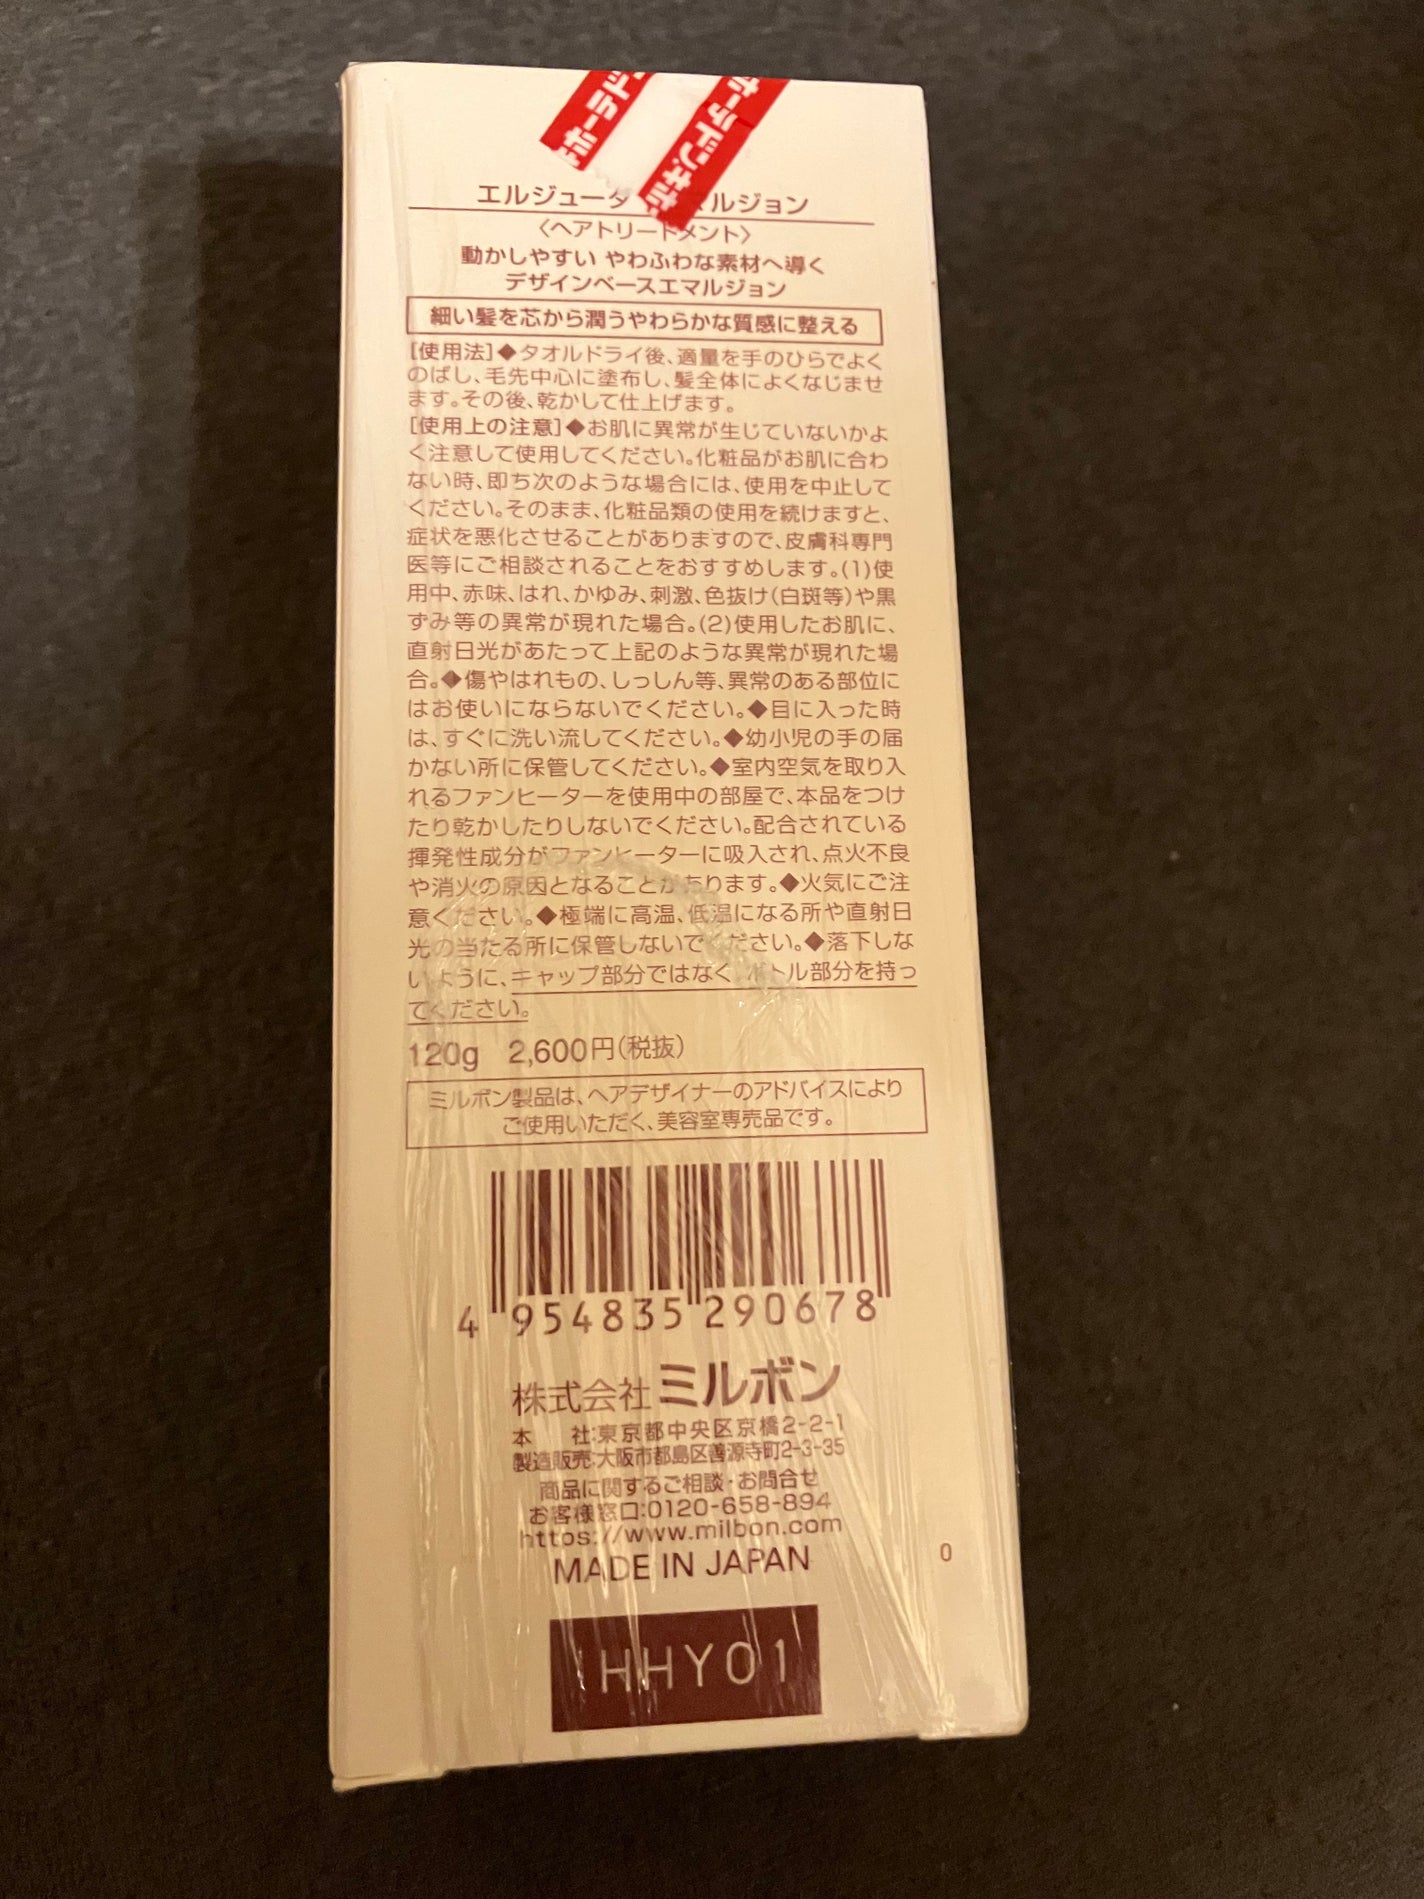 ドラーキ
ナーラドンキホ
エルジュータ ルジョン
〈ヘアトリートメント〉
動かしやすい やわふわな素材へ導く
デザインベースエマルジョン
細い髪を芯から潤うやわらかな質感に整える
[使用法]◆タオルドライ後、適量を手のひらでよく
のばし、毛先中心に塗布し、髪全体によくなじませ
ます。その後、乾かして仕上げます。
[使用上の注意]◆お肌に異常が生じていないかよ
く注意して使用してください。化粧品がお肌に合わ
ない時、即ち次のような場合には、使用を中止して
ください。そのまま、化粧品類の使用を続けますと、
症状を悪化させることがありますので、皮膚科専門
医等にご相談されることをおすすめします。(1)使
用中、赤味、はれ、かゆみ、刺激、色抜け(白斑等)や黒
ずみ等の異常が現れた場合。(2)使用したお肌に、
直射日光があたって上記のような異常が現れた場
合。◆傷やはれもの、しっしん等、異常のある部位に
はお使いにならないでください。◆目に入った時
は、すぐに洗い流してください。◆幼小児の手の届
かない所に保管してください。◆室内空気を取り入
れるファンヒーターを使用中の部屋で、本品をつけ
たり乾かしたりしないでください。配合されている
揮発性成分がファンヒーターに吸入され、点火不良
や消火の原因となることがあります。◆火気にご注
意ください。◆極端に高温、低温になる所や直射日
光の当たる所に保管しないでください。◆落下しな
いように、キャップ部分ではなく、ボトル部分を持っ
てください。
120g 2,600円(税抜)
ミルボン製品は、ヘアデザイナーのアドバイスにより
ご使用いただく、美容室専売品です。
4 954835 290678
株式会社ミルボン
本 社:東京都中央区京橋2-2-1
製造販売:大阪市都島区善源寺町2-3-35
商品に関するご相談・お問合せ
お客様窓口:0120-658-894
https://www.milbon.com
MADE IN JAPAN
0
1HHY01